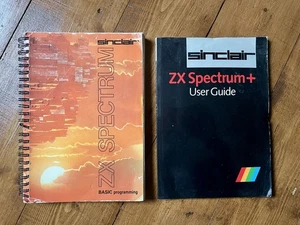 sinclair
ZX SPECTRUM
BASIC programming
sinclair
ZX Spectrum+
User Guide